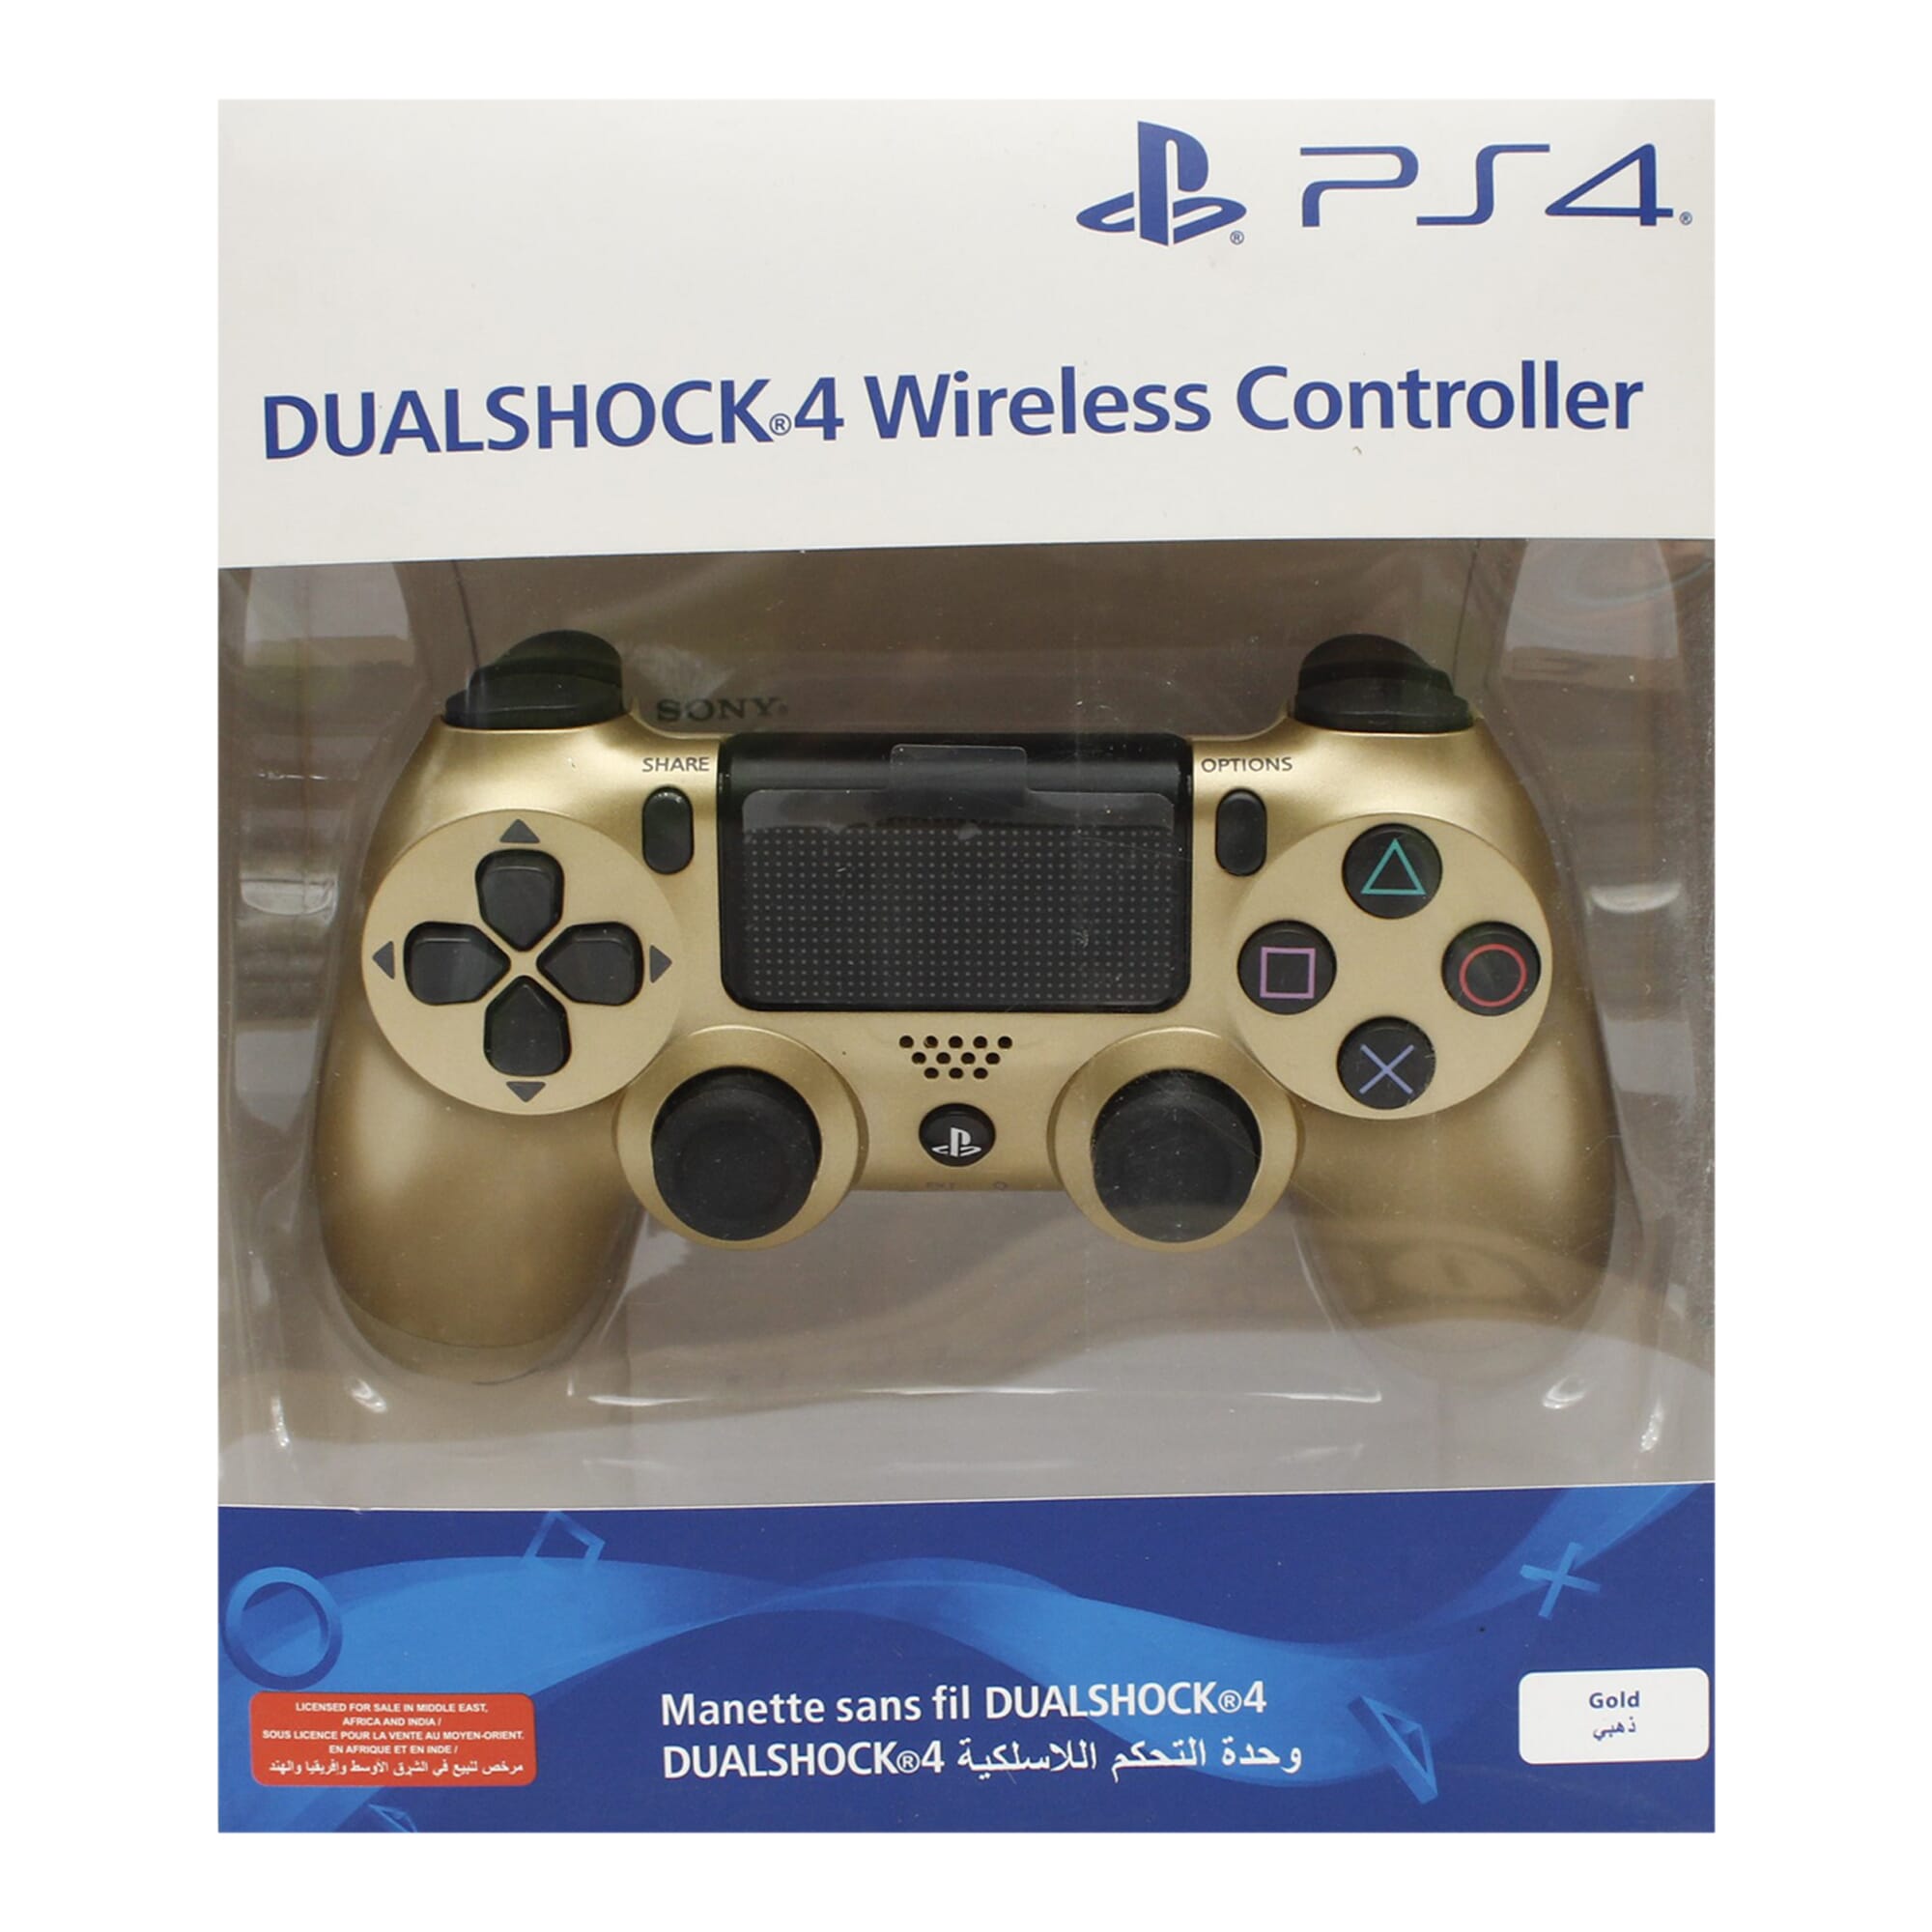 PS4®
DUALSHOCK®4 Wireless Controller
SONY®
SHARE
OPTIONS
Manette sans fil DUALSHOCK®4
وحدة التحكم اللاسلكية DUALSHOCK®4
LICENSED FOR SALE IN MIDDLE EAST,
AFRICA AND INDIA /
SOUS LICENCE POUR LA VENTE AU MOYEN-ORIENT.
EN AFRIQUE ET EN INDE /
مرخص للبيع في الشرق الأوسط وإفريقيا والهند
Gold
ذهبي